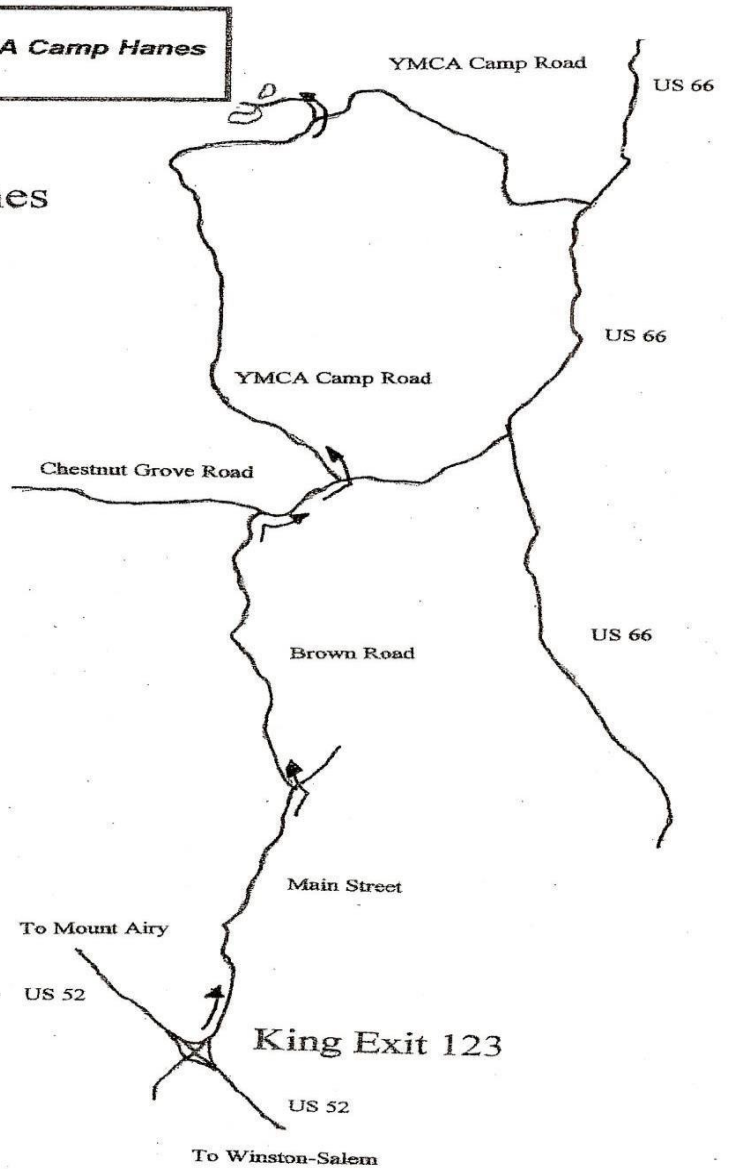 A Camp Hanes
YMCA Camp Road
US 66
es
US 66
YMCA Camp Road
Chestnut Grove Road
US 66
Brown Road
Main Street
To Mount Airy
US 52
King Exit 123
US 52
To Winston-Salem